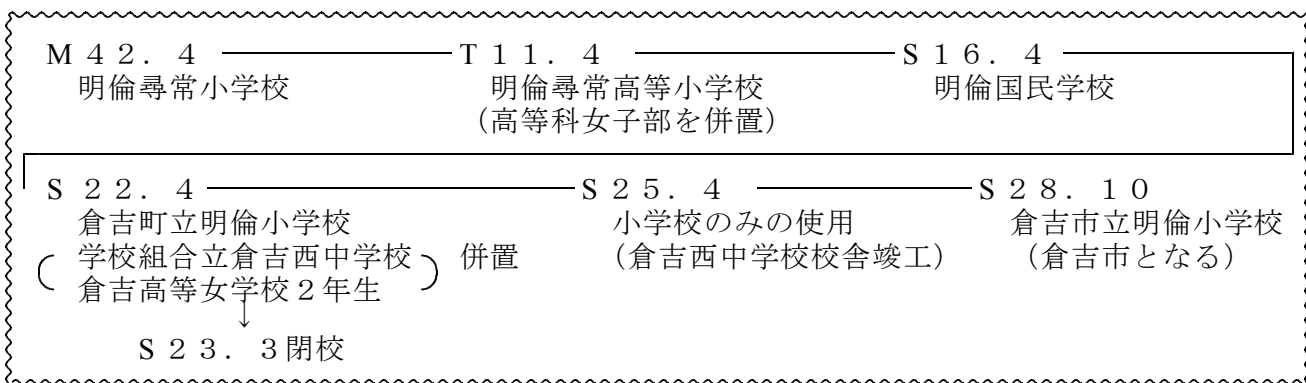 M４２．４ T１１．４ S１６．４
明倫尋常小学校 明倫尋常高等小学校 明倫国民学校
（高等科女子部を併置）
S２２．４ S２５．４ S２８．１０
倉吉町立明倫小学校 小学校のみの使用 倉吉市立明倫小学校
学校組合立倉吉西中学校 併置 （倉吉西中学校校舎竣工） （倉吉市となる）
倉吉高等女学校２年生
↓
S２３．３閉校